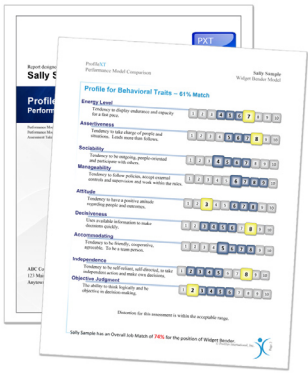 PXT
Report designed
Sally S
Profile
Perform
ABC Co
ProfileXT
Performance Model Comparison
Sally Sample
Widget Bender Model
Profile for Behavioral Traits – 61% Match
Energy Level
Tendency to display endurance and capacity
for a fast pace.
1 2 3 4 5 6 7 8 9 10
Assertiveness
Tendency to take charge of people and
situations. Leads more than follows.
1 2 3 4 5 6 7 8 9 10
Sociability
Tendency to be outgoing, people-oriented
and participate with others.
1 2 3 4 5 6 7 8 9 10
Manageability
Tendency to follow policies, accept external
controls and supervision and work within the rules.
1 2 3 4 5 6 7 8 9 10
Attitude
Tendency to have a positive attitude
regarding people and outcomes.
1 2 3 4 5 6 7 8 9 10
Decisiveness
Uses available information to make
decisions quickly.
1 2 3 4 5 6 7 8 9 10
Accommodating
Tendency to be friendly, cooperative,
agreeable. To be a team person.
1 2 3 4 5 6 7 8 9 10
Independence
Tendency to be self-reliant, self-directed, to take
independent action and make own decisions.
1 2 3 4 5 6 7 8 9 10
Objective Judgment
The ability to think logically and be
objective in decision-making.
1 2 3 4 5 6 7 8 9 10
Distortion for this assessment is within the acceptable range.
Sally Sample has an Overall Job Match of 74% for the position of Widget Bender.